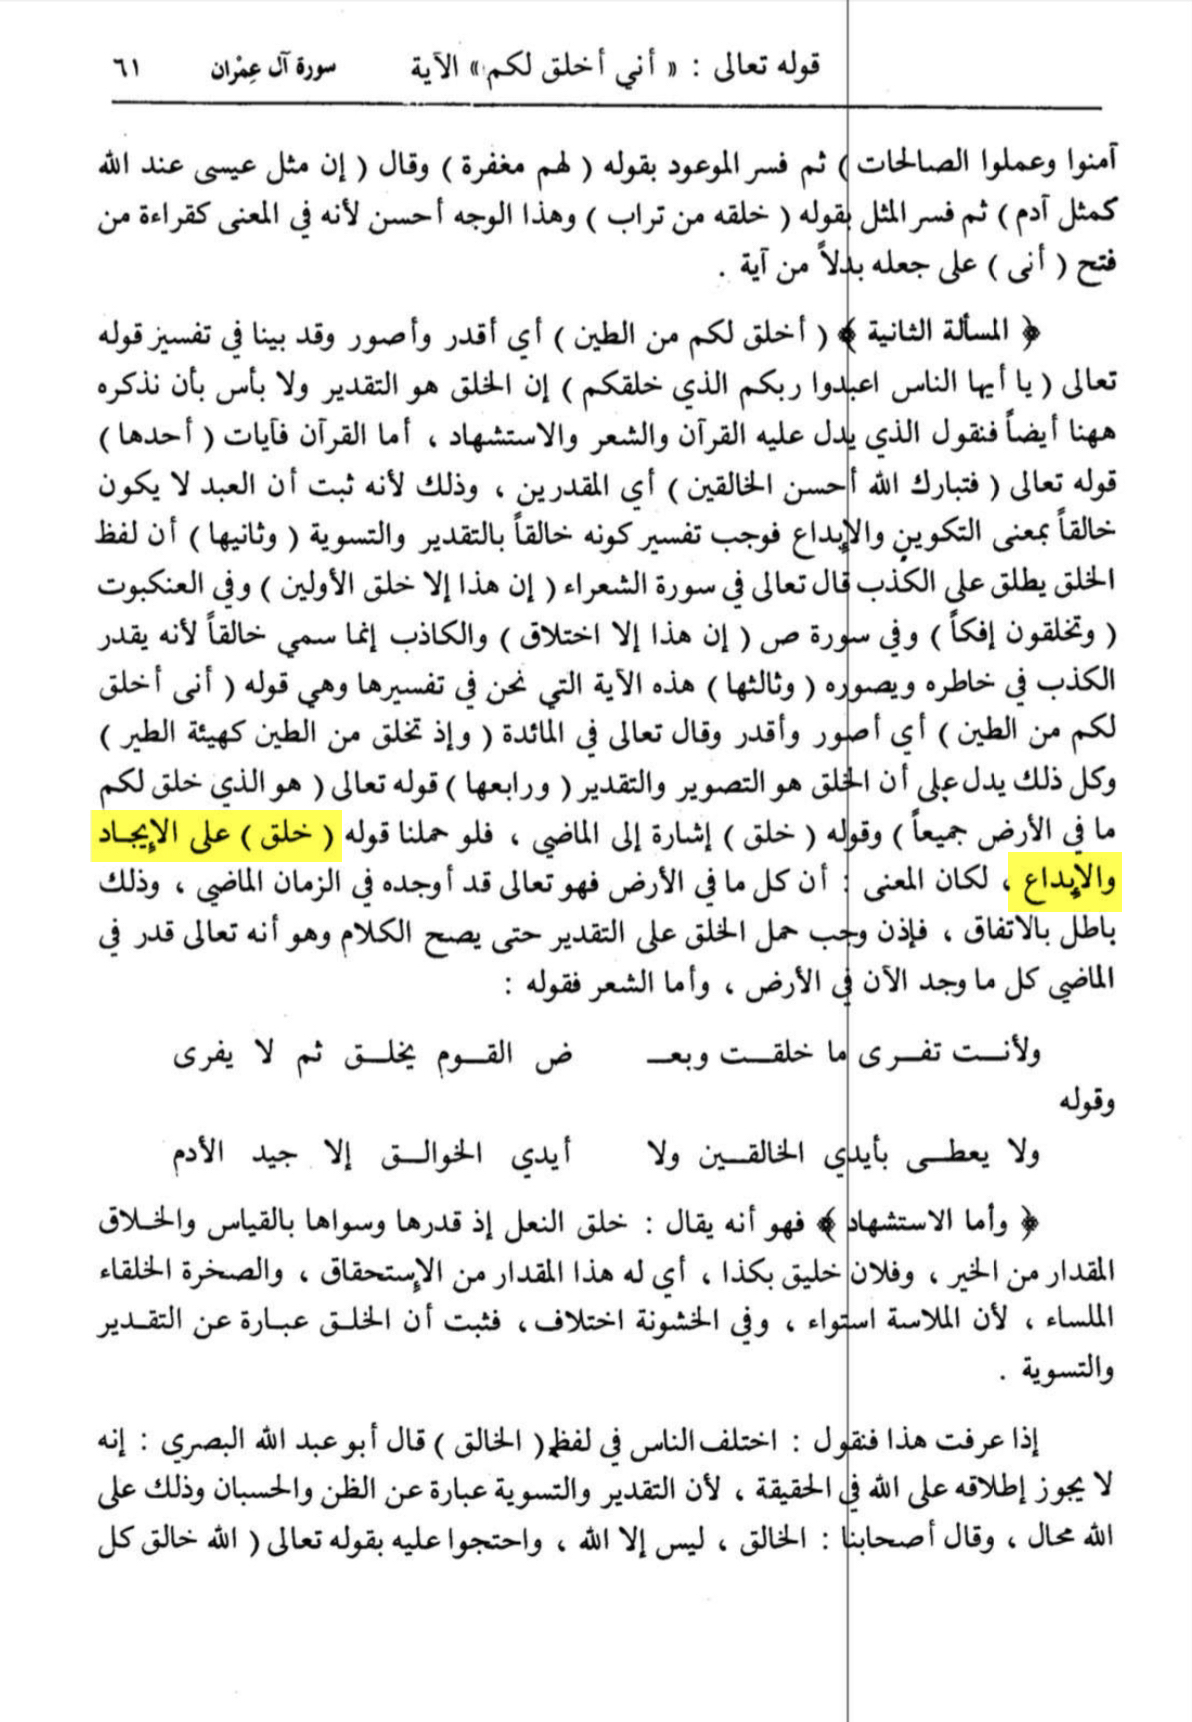 قوله تعالى : « أني أخلق لكم » الآية سورة آل عِمْران ٦١
آمنوا وعملوا الصالحات ) ثم فسر الموعود بقوله ( لهم مغفرة ) وقال ( إن مثل عيسى عند الله
كمثل آدم ) ثم فسر المثل بقوله ( خلقه من تراب ) وهذا الوجه أحسن لأنه في المعنى كقراءة من
فتح ( أنى ) على جعله بدلاً من آية .
﴿ المسألة الثانية ﴾ ( أخلق لكم من الطين ) أي أقدر وأصور وقد بينا في تفسيز قوله
تعالى ( يا أيها الناس اعبدوا ربكم الذي خلقكم ) إن الخلق هو التقدير ولا بأس بأن نذكره
ههنا أيضاً فنقول الذي يدل عليه القرآن والشعر والاستشهاد ، أما القرآن فآيات ( أحدها )
قوله تعالى ( فتبارك الله أحسن الخالقين ) أي المقدرين ، وذلك لأنه ثبت أن العبد لا يكون
خالقاً بمعنى التكوين والإبداع فوجب تفسير كونه خالقاً بالتقدير والتسوية ( وثانيها ) أن لفظ
الخلق يطلق على الكذب قال تعالى في سورة الشعراء ( إن هذا إلا خلق الأولين ) وفي العنكبوت
( وتخلقون إفكاً ) وفي سورة ص ( إن هذا إلا اختلاق ) والكاذب إنما سمي خالقاً لأنه يقدر
الكذب في خاطره ويصوره ( وثالثها ) هذه الآية التي نحن في تفسيرها وهي قوله ( أنى أخلق
لكم من الطين ) أي أصور وأقدر وقال تعالى في المائدة ( وإذ تخلق من الطين كهيئة الطير )
وكل ذلك يدل على أن الخلق هو التصوير والتقدير ( ورابعها ) قوله تعالى ( هو الذي خلق لكم
ما في الأرض جميعاً ) وقوله ( خلق ) إشارة إلى الماضي ، فلو حملنا قوله ( خلق ) على الإيجاد
والإبداع ، لكان المعنى : أن كل ما في الأرض فهو تعالى قد أوجده في الزمان الماضي ، وذلك
باطل بالاتفاق ، فإذن وجب حمل الخلق على التقدير حتى يصح الكلام وهو أنه تعالى قدر في
الماضي كل ما وجد الآن في الأرض ، وأما الشعر فقوله :
ولأنت تفرى ما خلقت وبعـ ض القوم يخلق ثم لا يفرى
وقوله
ولا يعطى بأيدي الخالقين ولا أيدي الخوالق إلا جيد الأدم
﴿ وأما الاستشهاد ﴾ فهو أنه يقال : خلق النعل إذ قدرها وسواها بالقياس والخلاق
المقدار من الخير ، وفلان خليق بكذا ، أي له هذا المقدار من الإستحقاق ، والصخرة الخلقاء
الملساء ، لأن الملاسة استواء ، وفي الخشونة اختلاف ، فثبت أن الخلق عبارة عن التقدير
والتسوية .
إذا عرفت هذا فنقول : اختلف الناس في لفظ ( الخالق ) قال أبو عبد الله البصري : إنه
لا يجوز إطلاقه على الله في الحقيقة ، لأن التقدير والتسوية عبارة عن الظن والحسبان وذلك على
الله محال ، وقال أصحابنا : الخالق ، ليس إلا الله ، واحتجوا عليه بقوله تعالى ( الله خالق كل